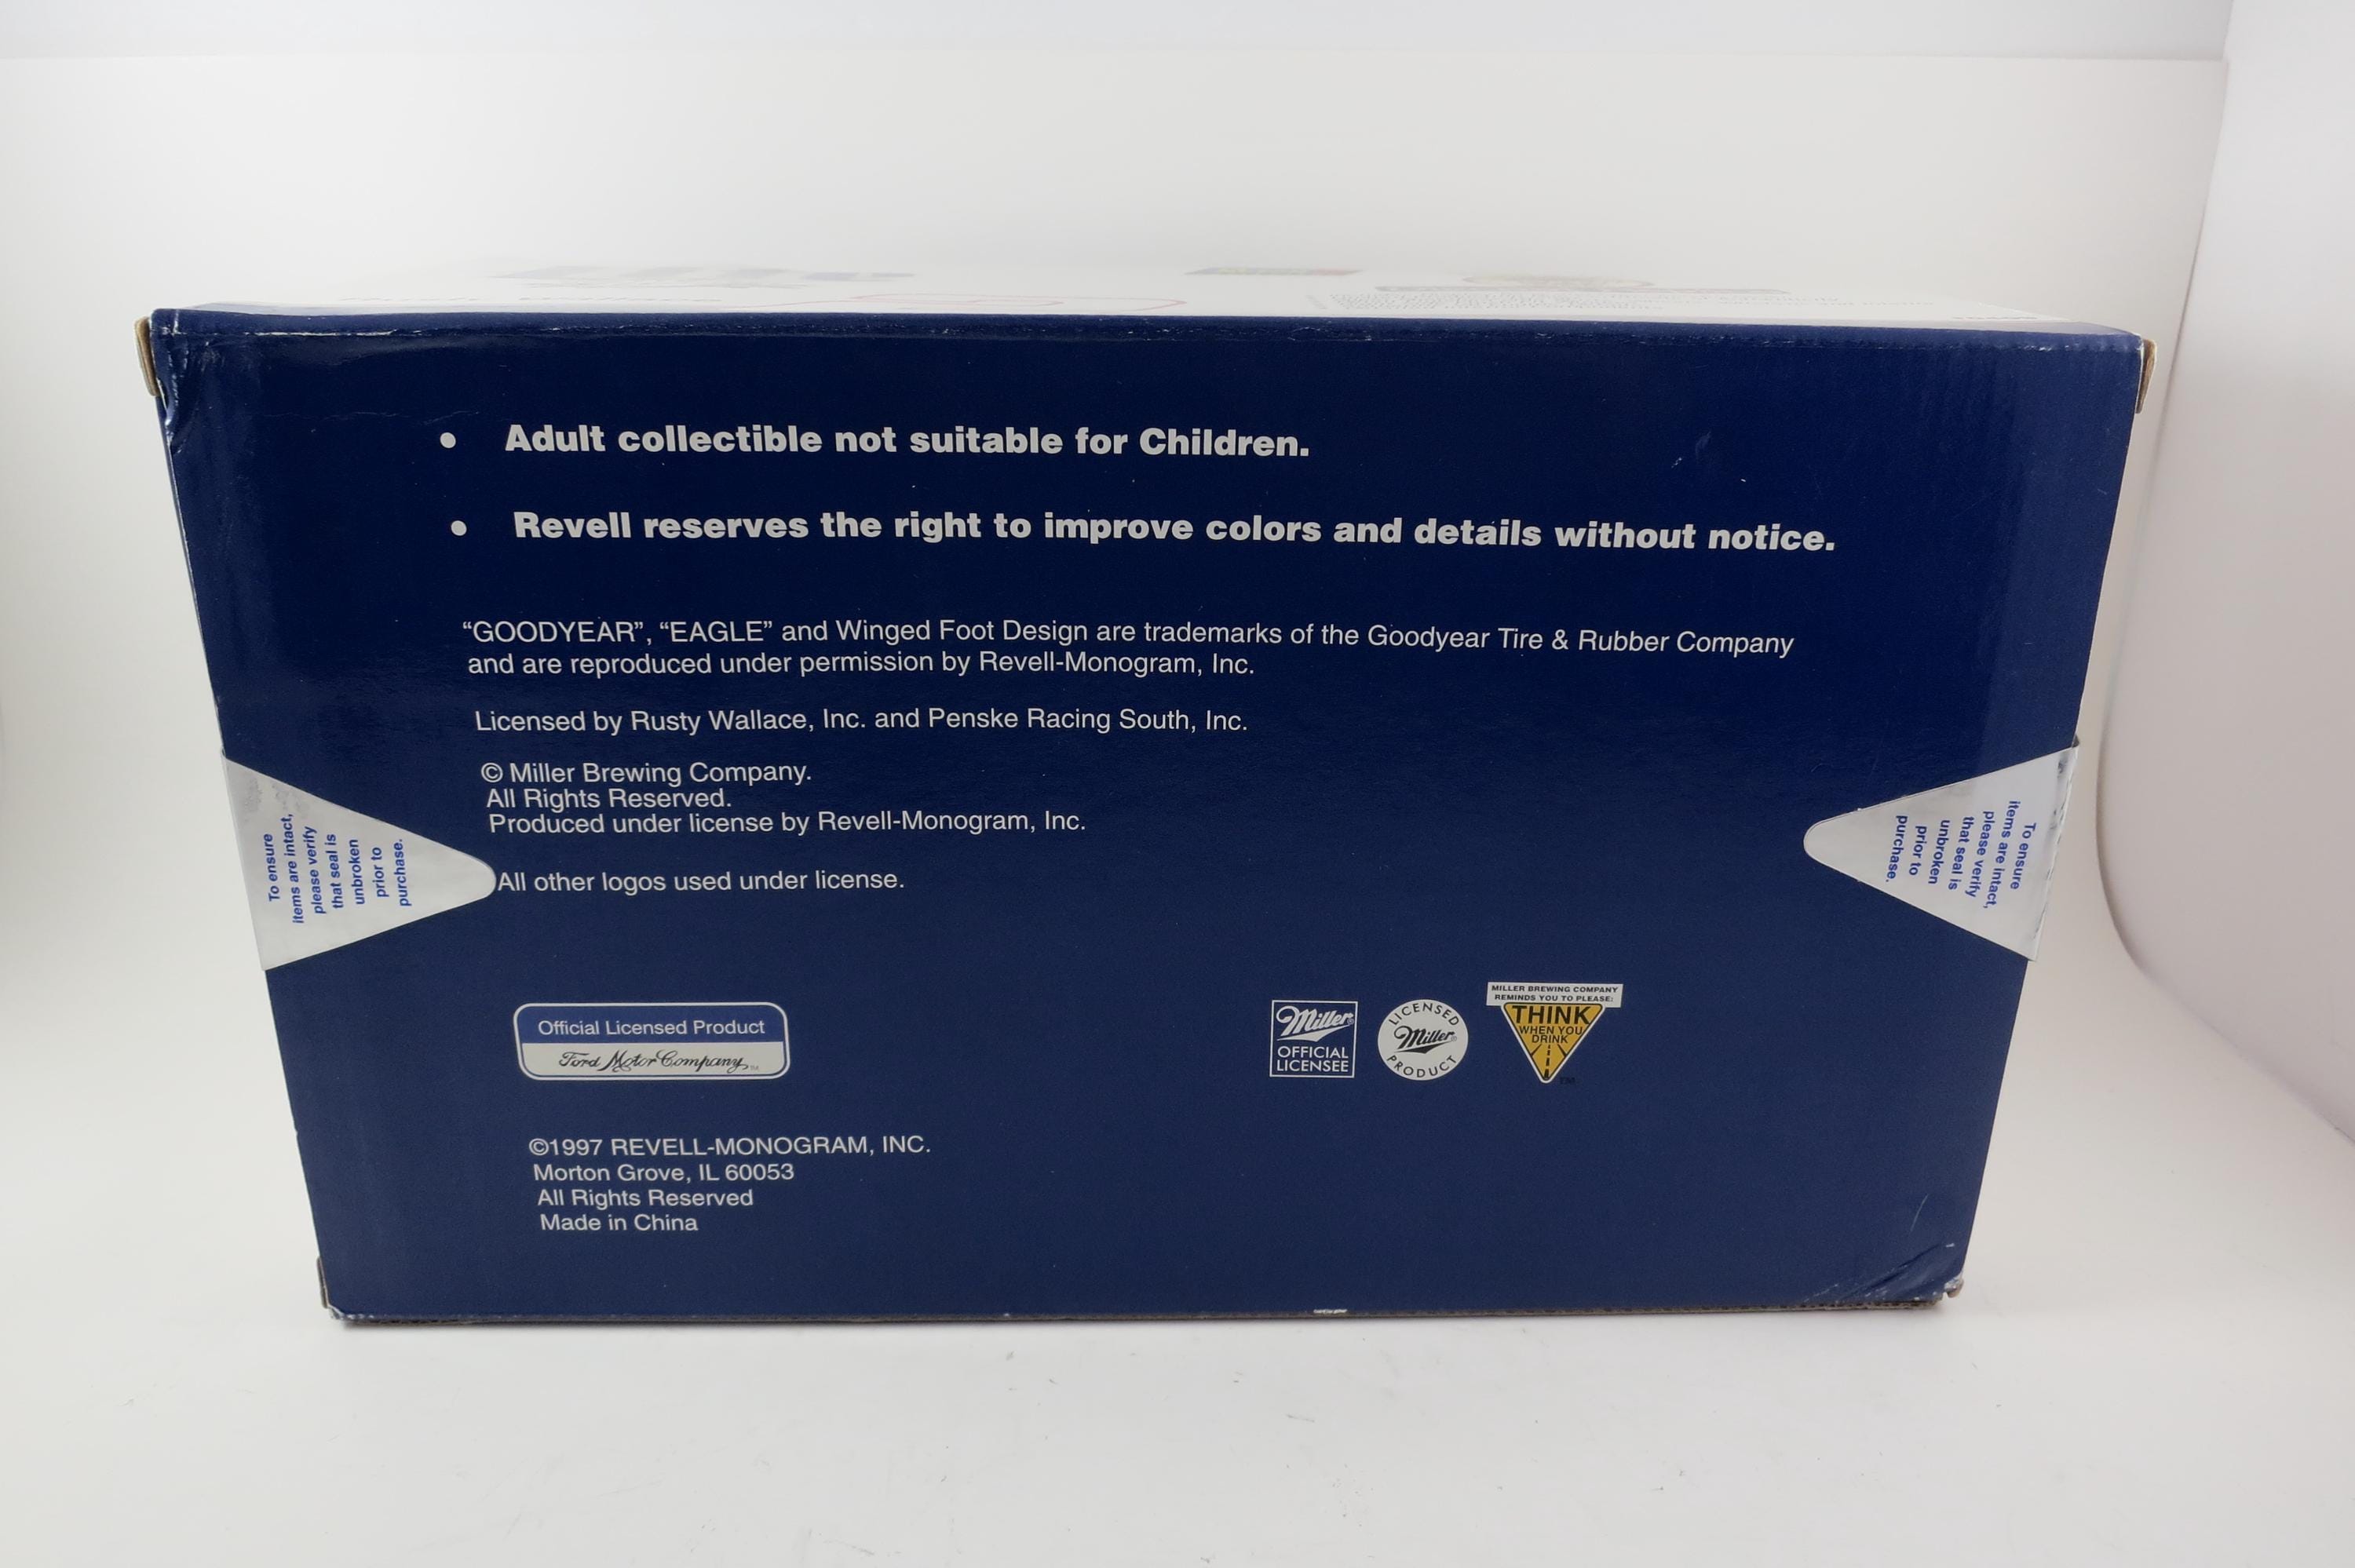 • Adult collectible not suitable for Children.
• Revell reserves the right to improve colors and details without notice.
“GOODYEAR”, “EAGLE” and Winged Foot Design are trademarks of the Goodyear Tire & Rubber Company
and are reproduced under permission by Revell-Monogram, Inc.
Licensed by Rusty Wallace, Inc. and Penske Racing South, Inc.
© Miller Brewing Company.
All Rights Reserved.
Produced under license by Revell-Monogram, Inc.
All other logos used under license.
To ensure
items are intact,
please verify
that seal is
unbroken
prior to
purchase.
To ensure
items are intact,
please verify
that seal is
unbroken
prior to
purchase.
Official Licensed Product
Ford Motor Company™
Miller®
OFFICIAL
LICENSEE
LICENSED
Miller®
PRODUCT
MILLER BREWING COMPANY
REMINDS YOU TO PLEASE:
THINK
WHEN YOU
DRINK
TM
©1997 REVELL-MONOGRAM, INC.
Morton Grove, IL 60053
All Rights Reserved
Made in China